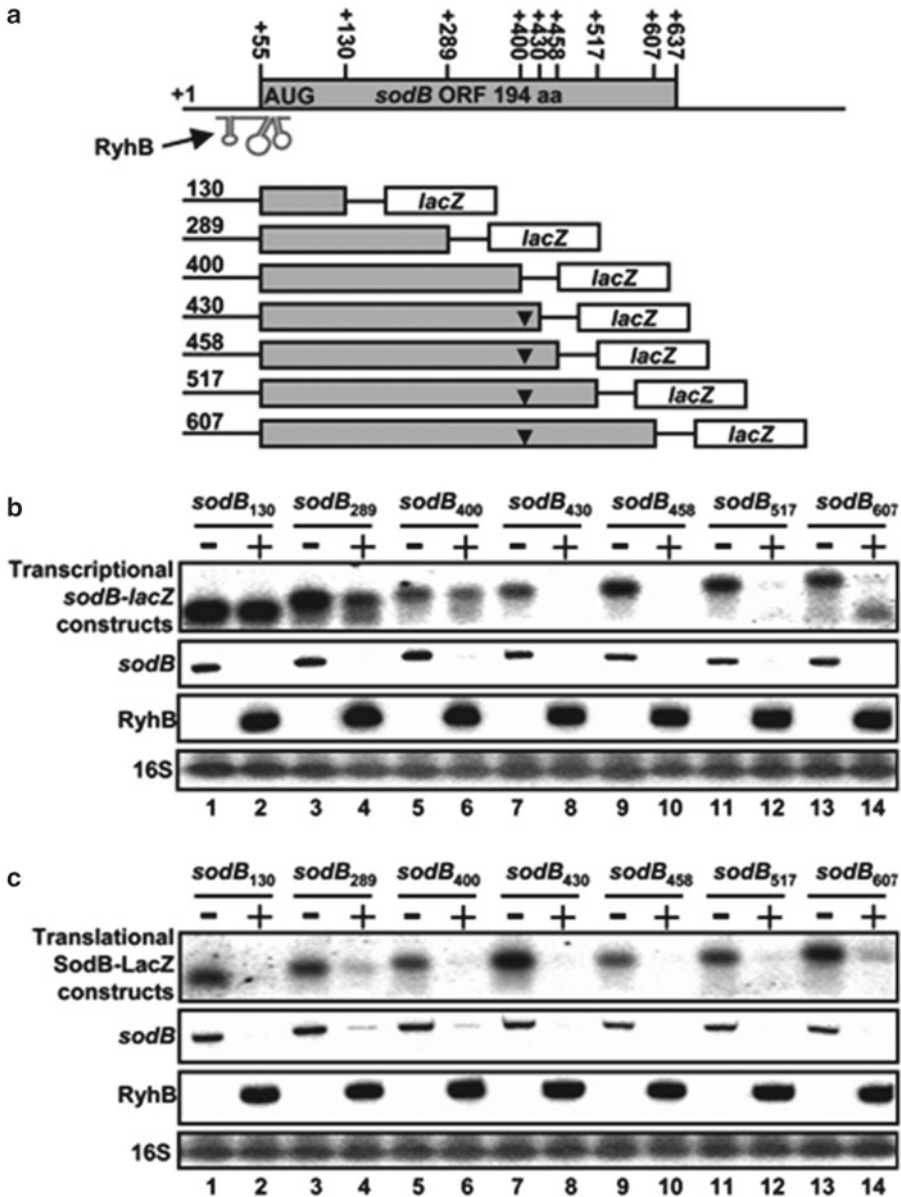 a
+55 +130 +289 +400 +430 +458 +517 +607 +637
+1 AUG sodB ORF 194 aa
RyhB
130 lacZ
289 lacZ
400 lacZ
430 lacZ
458 lacZ
517 lacZ
607 lacZ
b
sodB130 sodB289 sodB400 sodB430 sodB458 sodB517 sodB607
- + - + - + - + - + - + - +
Transcriptional
sodB-lacZ
constructs
sodB
RyhB
16S
1 2 3 4 5 6 7 8 9 10 11 12 13 14
c
sodB130 sodB289 sodB400 sodB430 sodB458 sodB517 sodB607
- + - + - + - + - + - + - +
Translational
SodB-LacZ
constructs
sodB
RyhB
16S
1 2 3 4 5 6 7 8 9 10 11 12 13 14